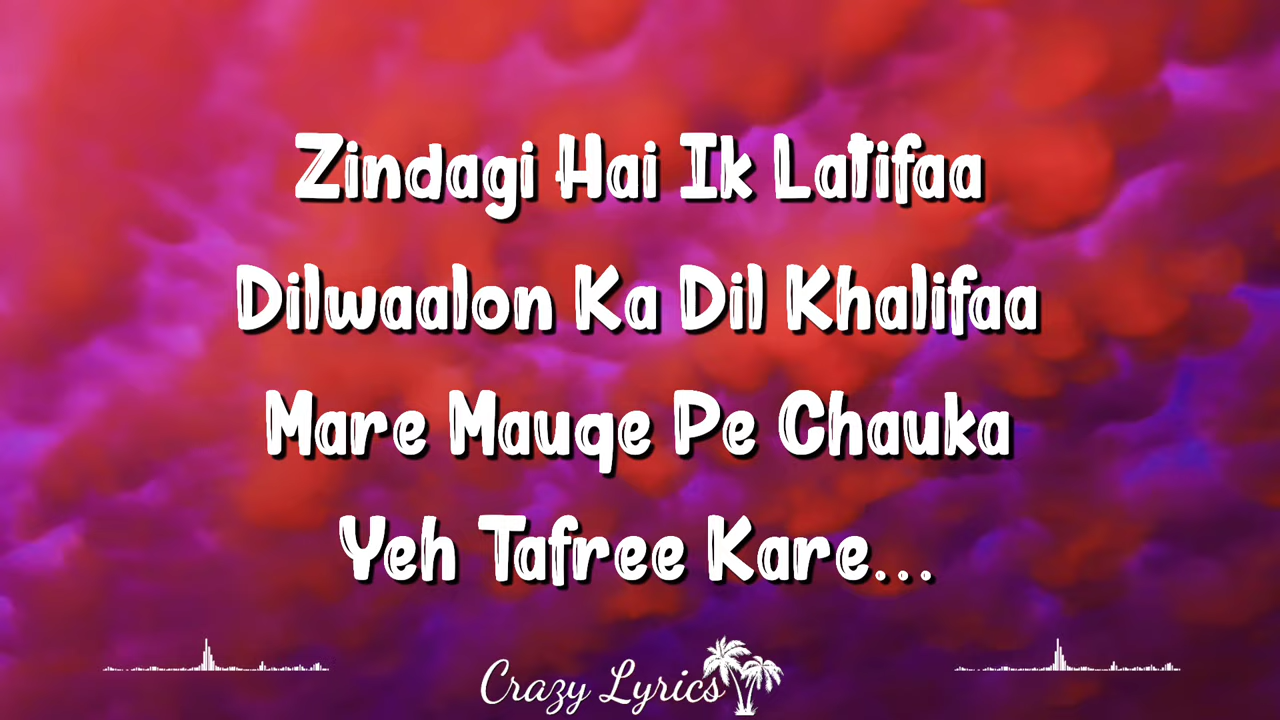 Zindagi Hai Ik Latifaa
Dilwaalon Ka Dil Khalifaa
Mare Mauqe Pe Chauka
Yeh Tafree Kare...
Crazy Lyrics